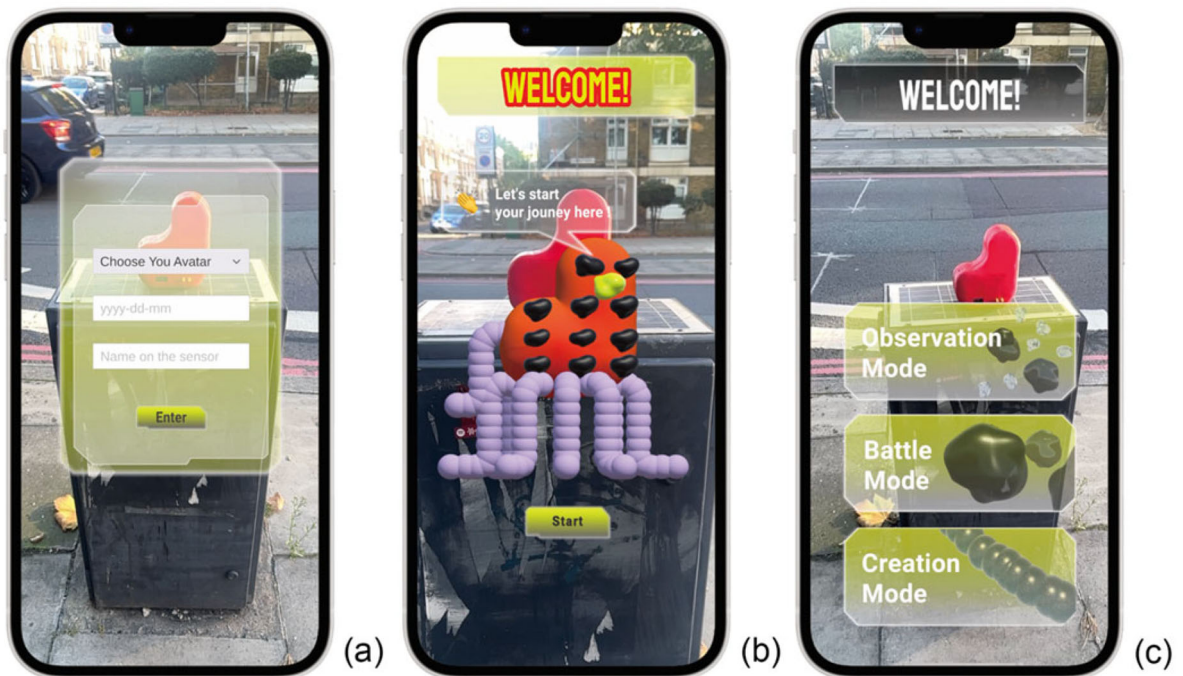 Choose You Avatar
yyyy-dd-mm
Name on the sensor
Enter
(a)
WELCOME!
Let's start
your jouney here !
Start
(b)
WELCOME!
Observation
Mode
Battle
Mode
Creation
Mode
(c)